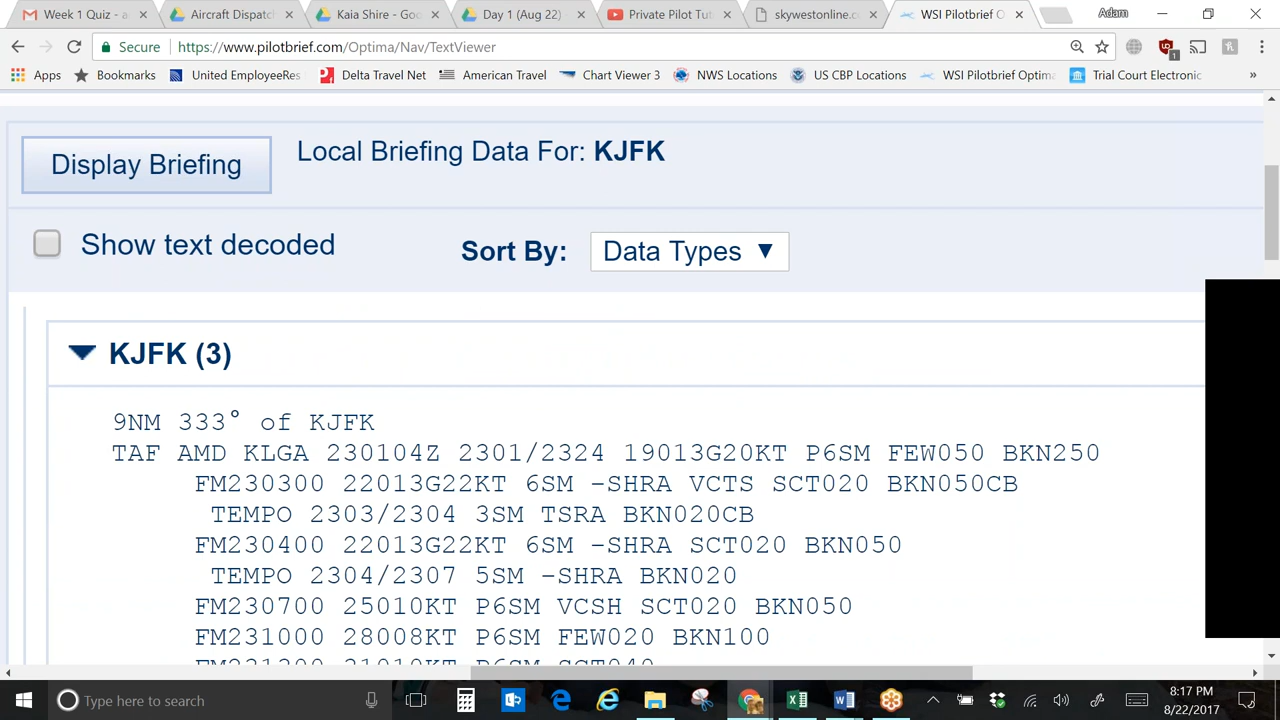 Week 1 Quiz - a
Aircraft Dispatch
Kaia Shire - Goo
Day 1 (Aug 22)
Private Pilot Tut
skywestonline.c
WSI Pilotbrief O
Adam
Secure https://www.pilotbrief.com/Optima/Nav/TextViewer
Apps Bookmarks United EmployeeRes Delta Travel Net American Travel Chart Viewer 3 NWS Locations US CBP Locations WSI Pilotbrief Optima Trial Court Electronic »
Display Briefing Local Briefing Data For: KJFK
Show text decoded Sort By: Data Types ▼
KJFK (3)
9NM 333° of KJFK
TAF AMD KLGA 230104Z 2301/2324 19013G20KT P6SM FEW050 BKN250
FM230300 22013G22KT 6SM -SHRA VCTS SCT020 BKN050CB
TEMPO 2303/2304 3SM TSRA BKN020CB
FM230400 22013G22KT 6SM -SHRA SCT020 BKN050
TEMPO 2304/2307 5SM -SHRA BKN020
FM230700 25010KT P6SM VCSH SCT020 BKN050
FM231000 28008KT P6SM FEW020 BKN100
Type here to search
8:17 PM
8/22/2017